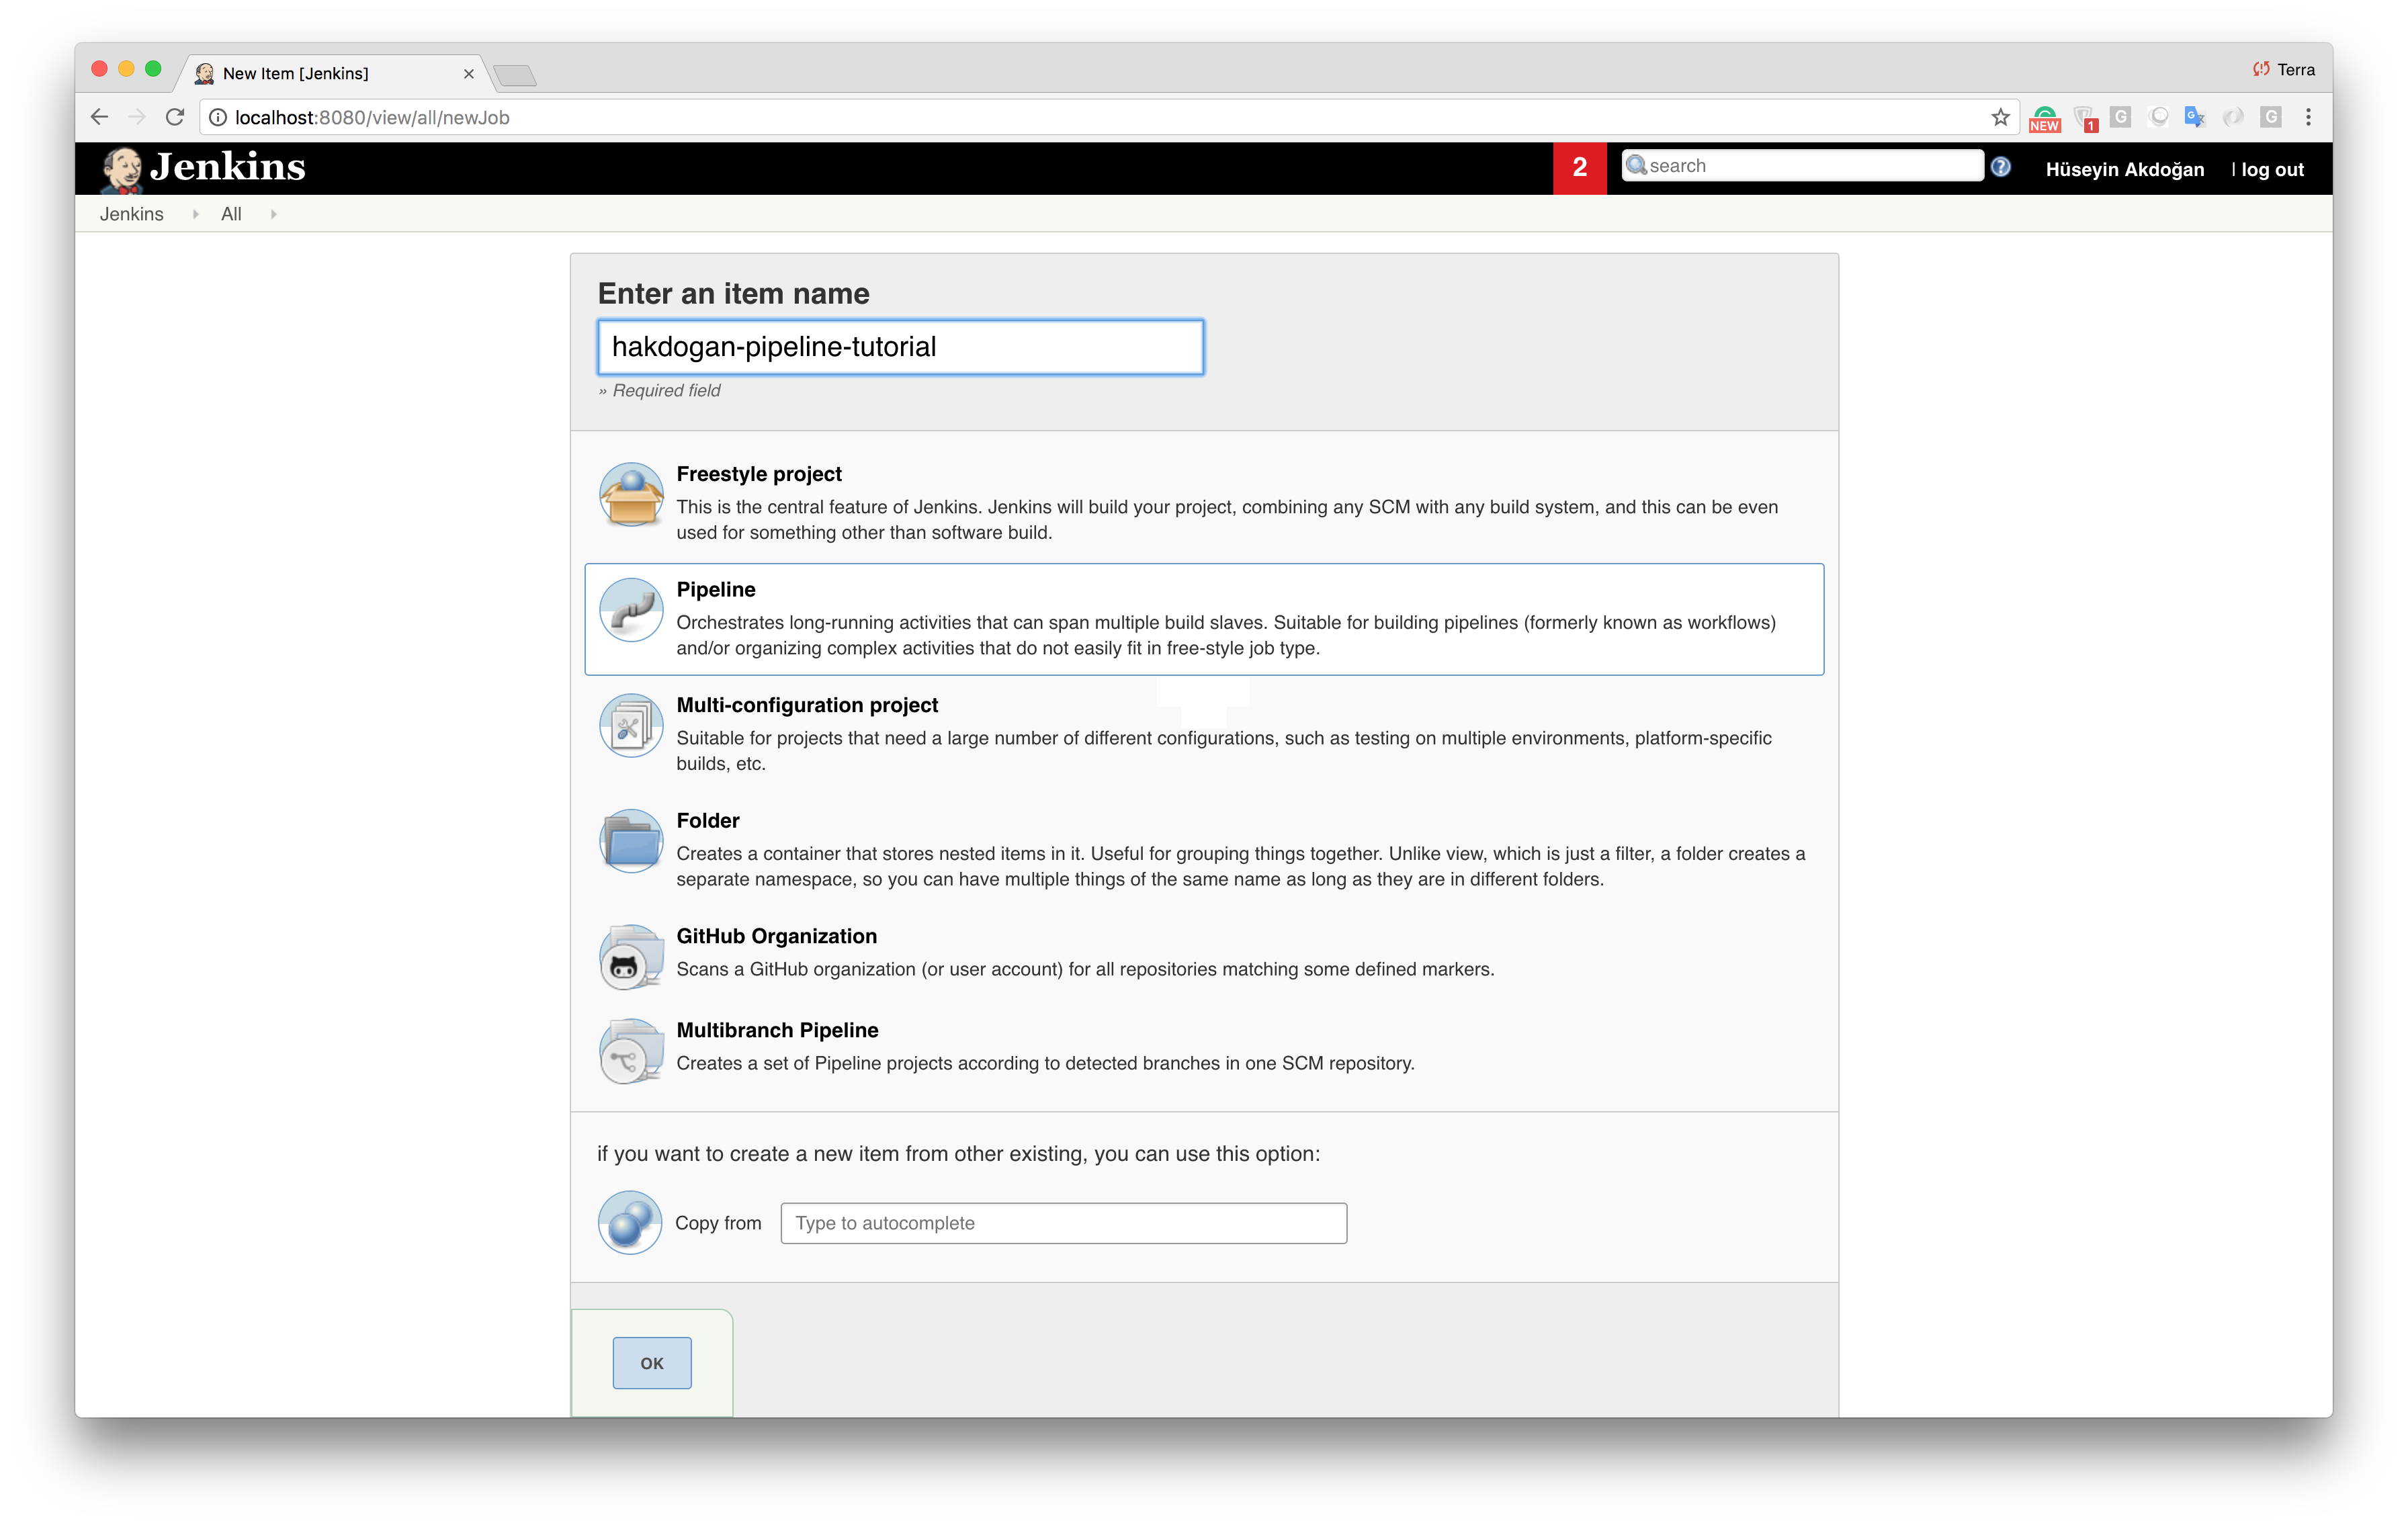 New Item [Jenkins]
Terra
localhost:8080/view/all/newJob
NEW
1
G
G
G
Jenkins
2
search
?
Hüseyin Akdoğan
| log out
Jenkins
All
Enter an item name
hakdogan-pipeline-tutorial
» Required field
Freestyle project
This is the central feature of Jenkins. Jenkins will build your project, combining any SCM with any build system, and this can be even
used for something other than software build.
Pipeline
Orchestrates long-running activities that can span multiple build slaves. Suitable for building pipelines (formerly known as workflows)
and/or organizing complex activities that do not easily fit in free-style job type.
Multi-configuration project
Suitable for projects that need a large number of different configurations, such as testing on multiple environments, platform-specific
builds, etc.
Folder
Creates a container that stores nested items in it. Useful for grouping things together. Unlike view, which is just a filter, a folder creates a
separate namespace, so you can have multiple things of the same name as long as they are in different folders.
GitHub Organization
Scans a GitHub organization (or user account) for all repositories matching some defined markers.
Multibranch Pipeline
Creates a set of Pipeline projects according to detected branches in one SCM repository.
if you want to create a new item from other existing, you can use this option:
Copy from
Type to autocomplete
OK